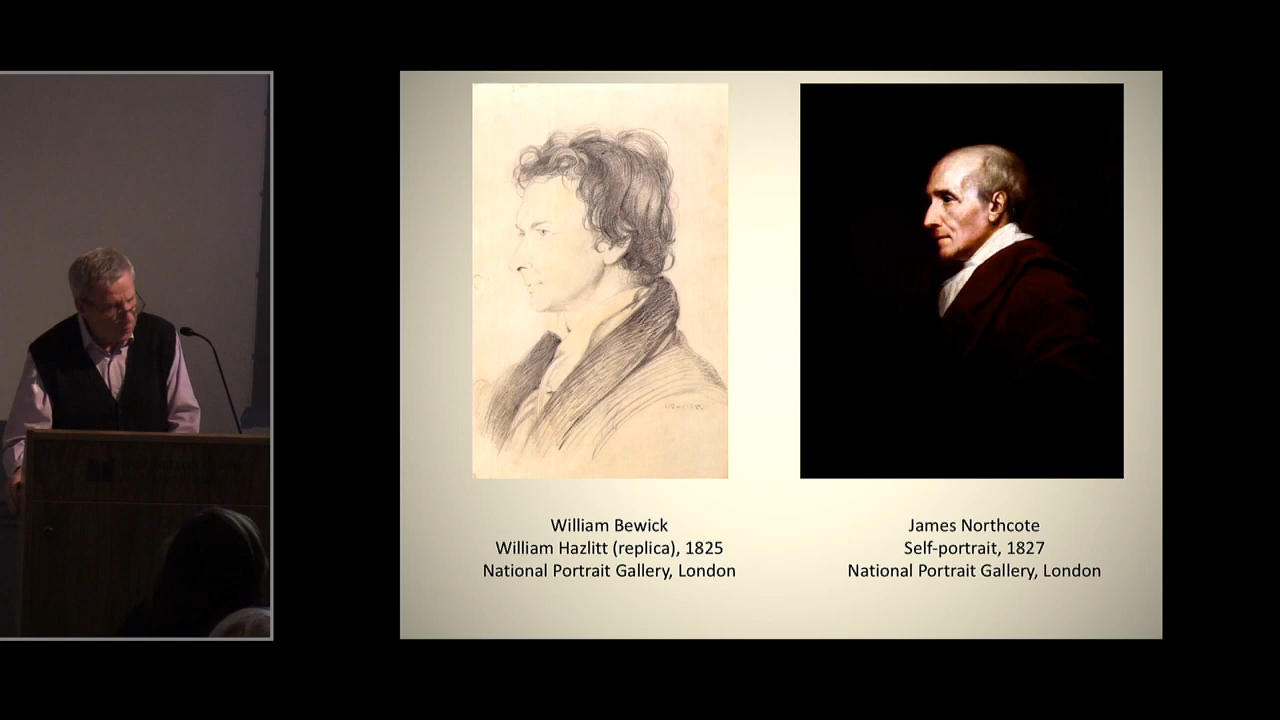 William Bewick
William Hazlitt (replica), 1825
National Portrait Gallery, London
James Northcote
Self-portrait, 1827
National Portrait Gallery, London